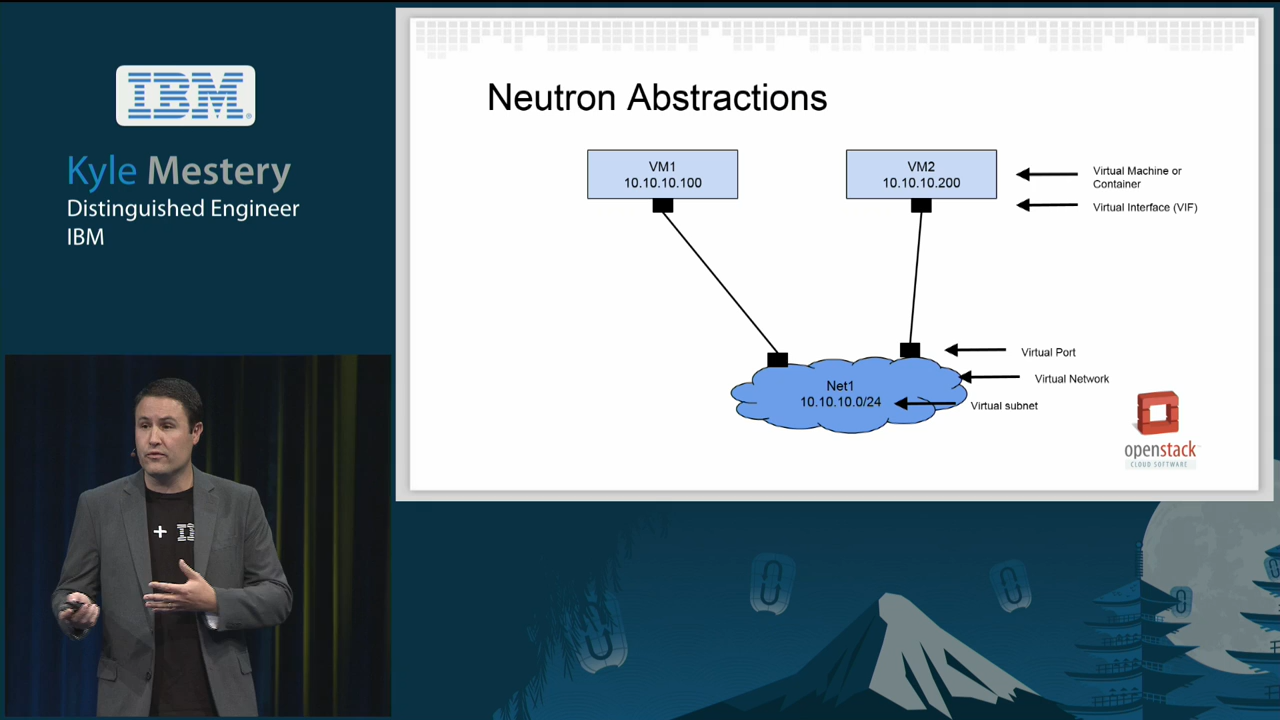 IBM
Kyle Mestery
Distinguished Engineer
IBM
Neutron Abstractions
VM1
10.10.10.100
VM2
10.10.10.200
Virtual Machine or
Container
Virtual Interface (VIF)
Virtual Port
Virtual Network
Virtual subnet
Net1
10.10.10.0/24
openstack
CLOUD SOFTWARE
+